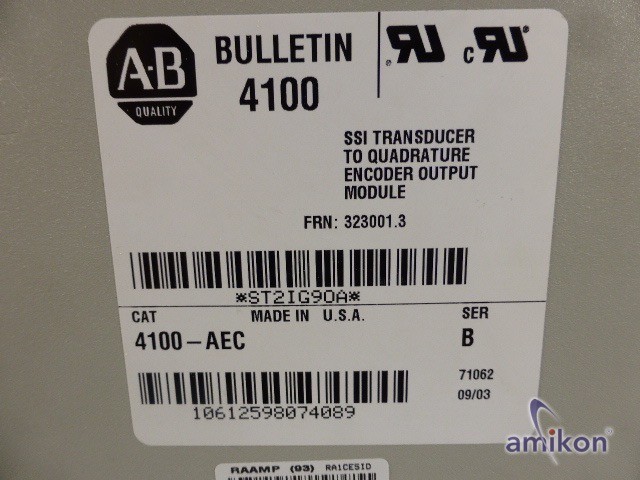 A-B
QUALITY
BULLETIN
4100
SSI TRANSDUCER
TO QUADRATURE
ENCODER OUTPUT
MODULE
FRN: 323001.3
*ST2IG90A*
CAT MADE IN U.S.A. SER
4100-AEC B
71062
09/03
10612598074089
amikon®
RAAMP (93) RA1CESID